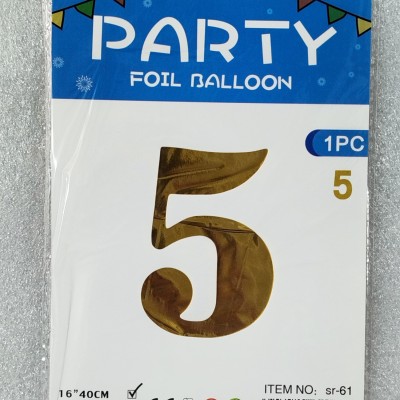 PARTY
FOIL BALLOON
1PC
5
5
ITEM NO: sr-61
16"40CM